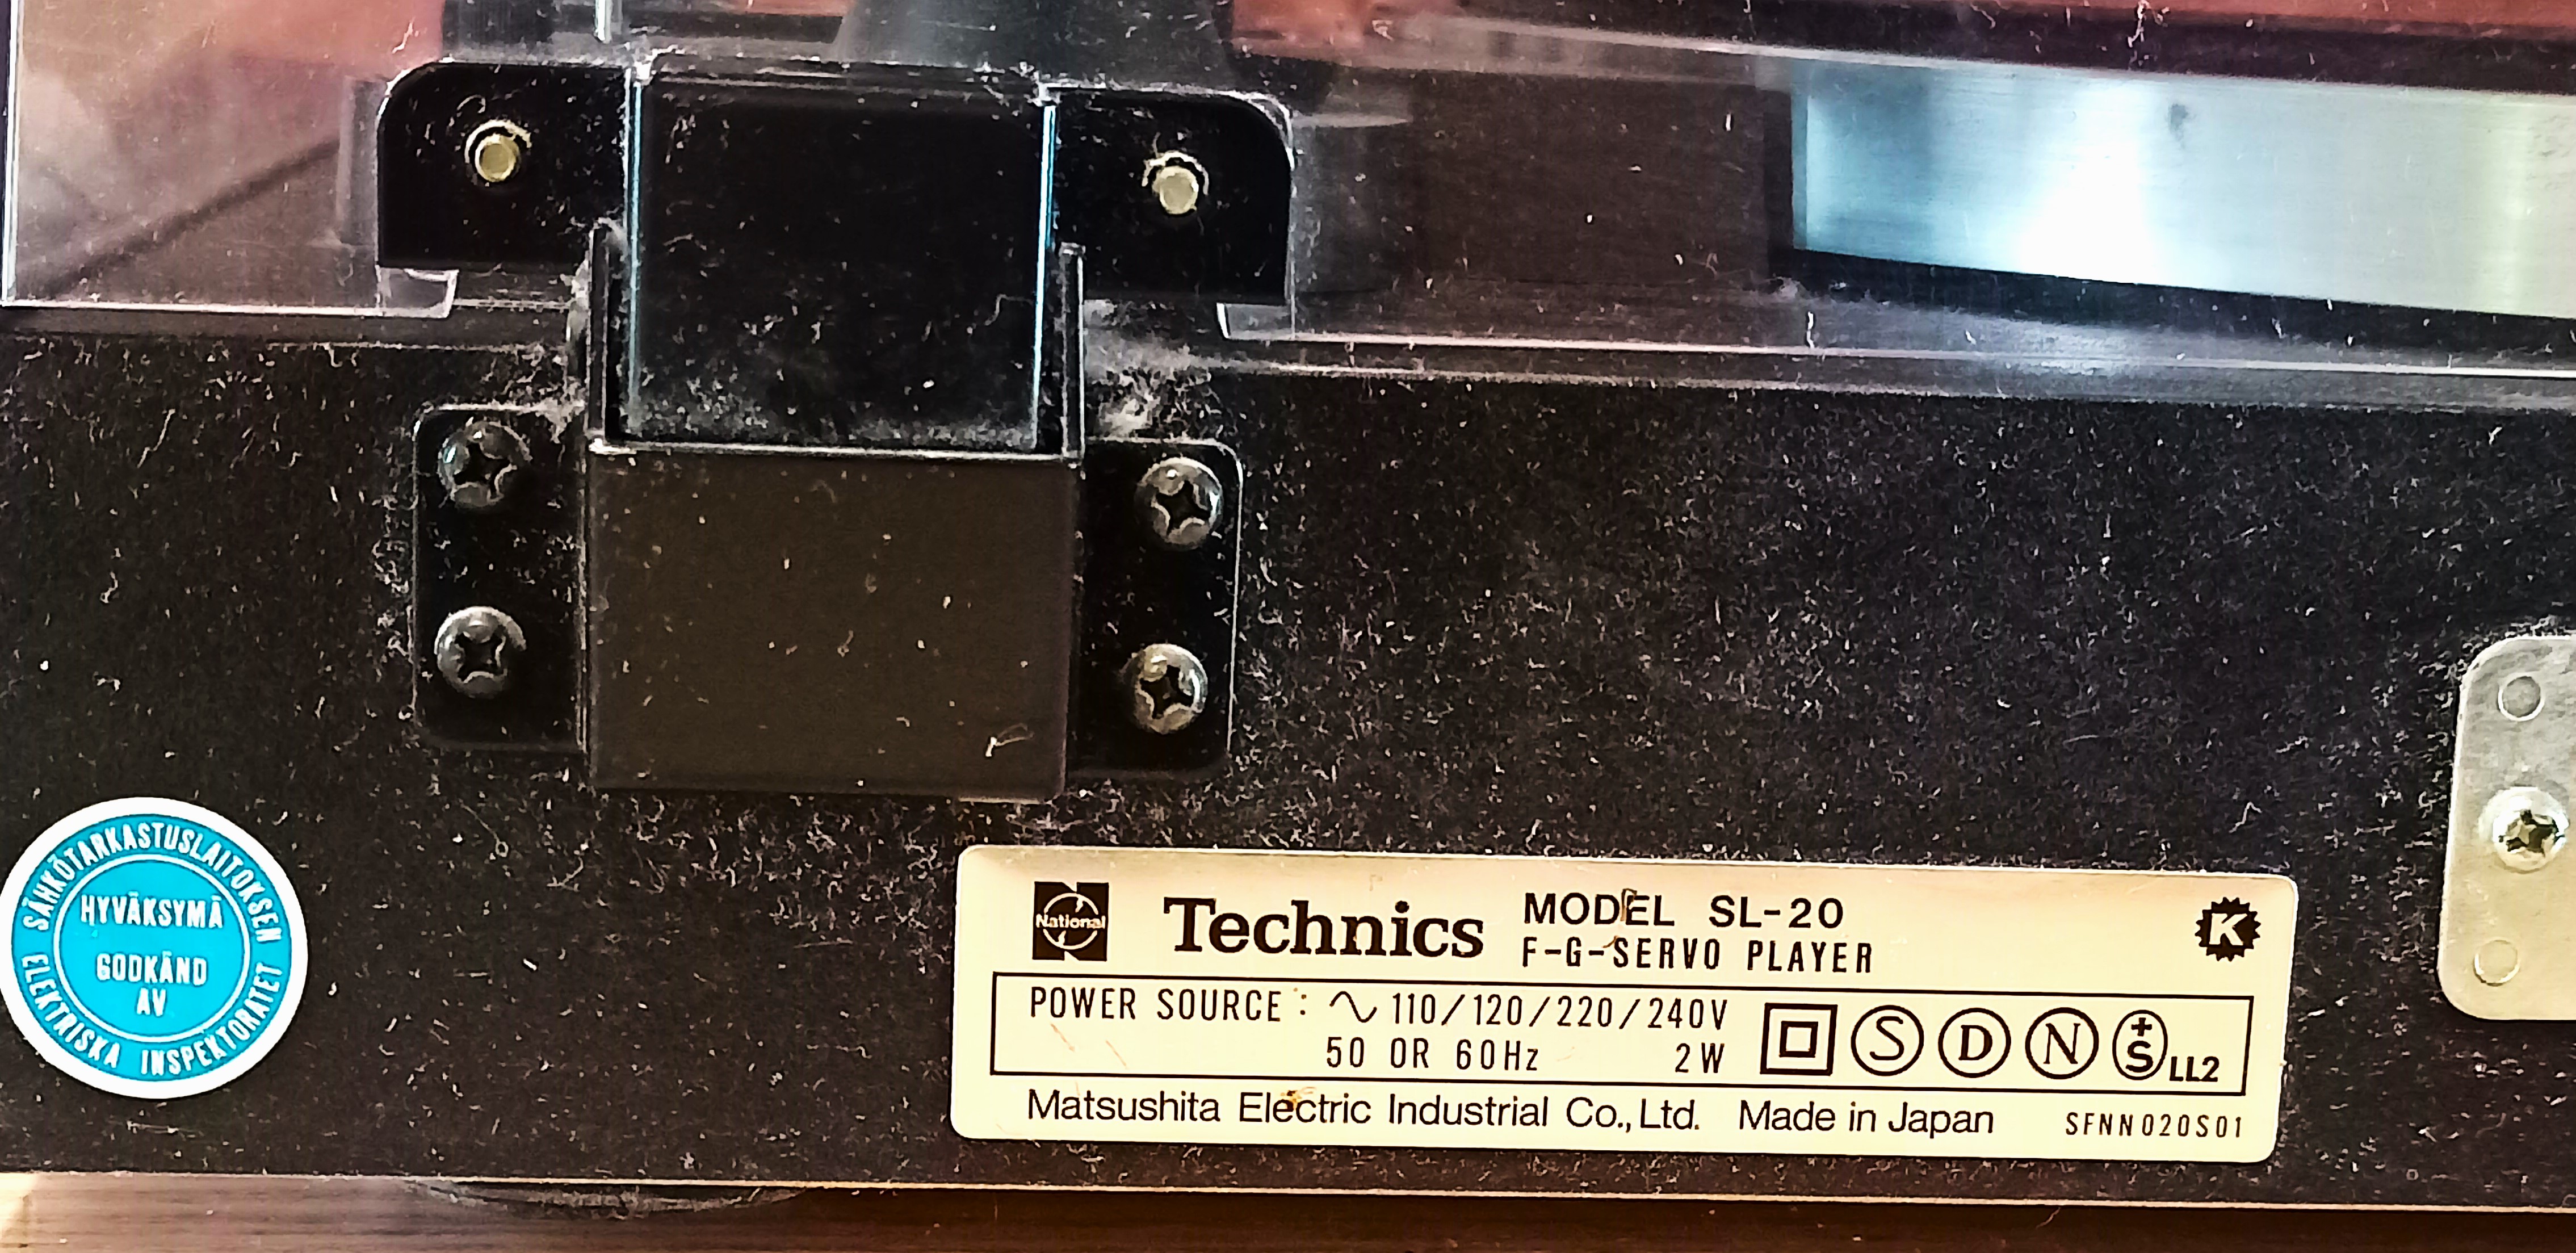 SÄHKÖTARKASTUSLAITOKSEN
HYVÄKSYMÄ
GODKÄND
AV
ELEKTRISKA INSPEKTORATET
National
Technics
MODEL SL-20
F-G-SERVO PLAYER
K
POWER SOURCE : ∿ 110/120/220/240V
50 OR 60Hz 2W
S D N +S LL2
Matsushita Electric Industrial Co.,Ltd. Made in Japan SFNN020S01